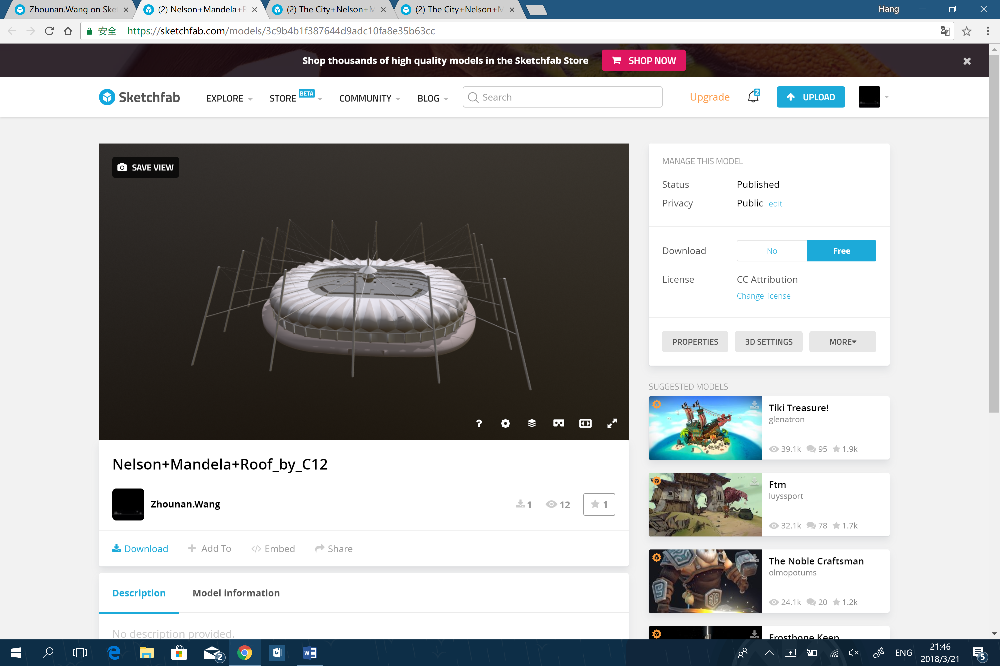 Zhounan.Wang on Ske
(2) Nelson+Mandela+R
(2) The City+Nelson+M
(2) The City+Nelson+M
Hang
安全
https://sketchfab.com/models/3c9b4b1f387644d9adc10fa8e35b63cc
Shop thousands of high quality models in the Sketchfab Store
SHOP NOW
Sketchfab
EXPLORE
STORE BETA
COMMUNITY
BLOG
Search
Upgrade
2
UPLOAD
SAVE VIEW
MANAGE THIS MODEL
Status Published
Privacy Public edit
Download No Free
License CC Attribution
Change license
PROPERTIES 3D SETTINGS MORE
SUGGESTED MODELS
Tiki Treasure!
glenatron
39.1k 95 1.9k
Ftm
luyssport
32.1k 78 1.7k
The Noble Craftsman
olmopotums
24.1k 20 1.2k
Frostbone Keep
?
Nelson+Mandela+Roof_by_C12
Zhounan.Wang
1 12 1
Download Add To Embed Share
Description Model information
No description provided.
2
ENG
21:46
2018/3/21
5